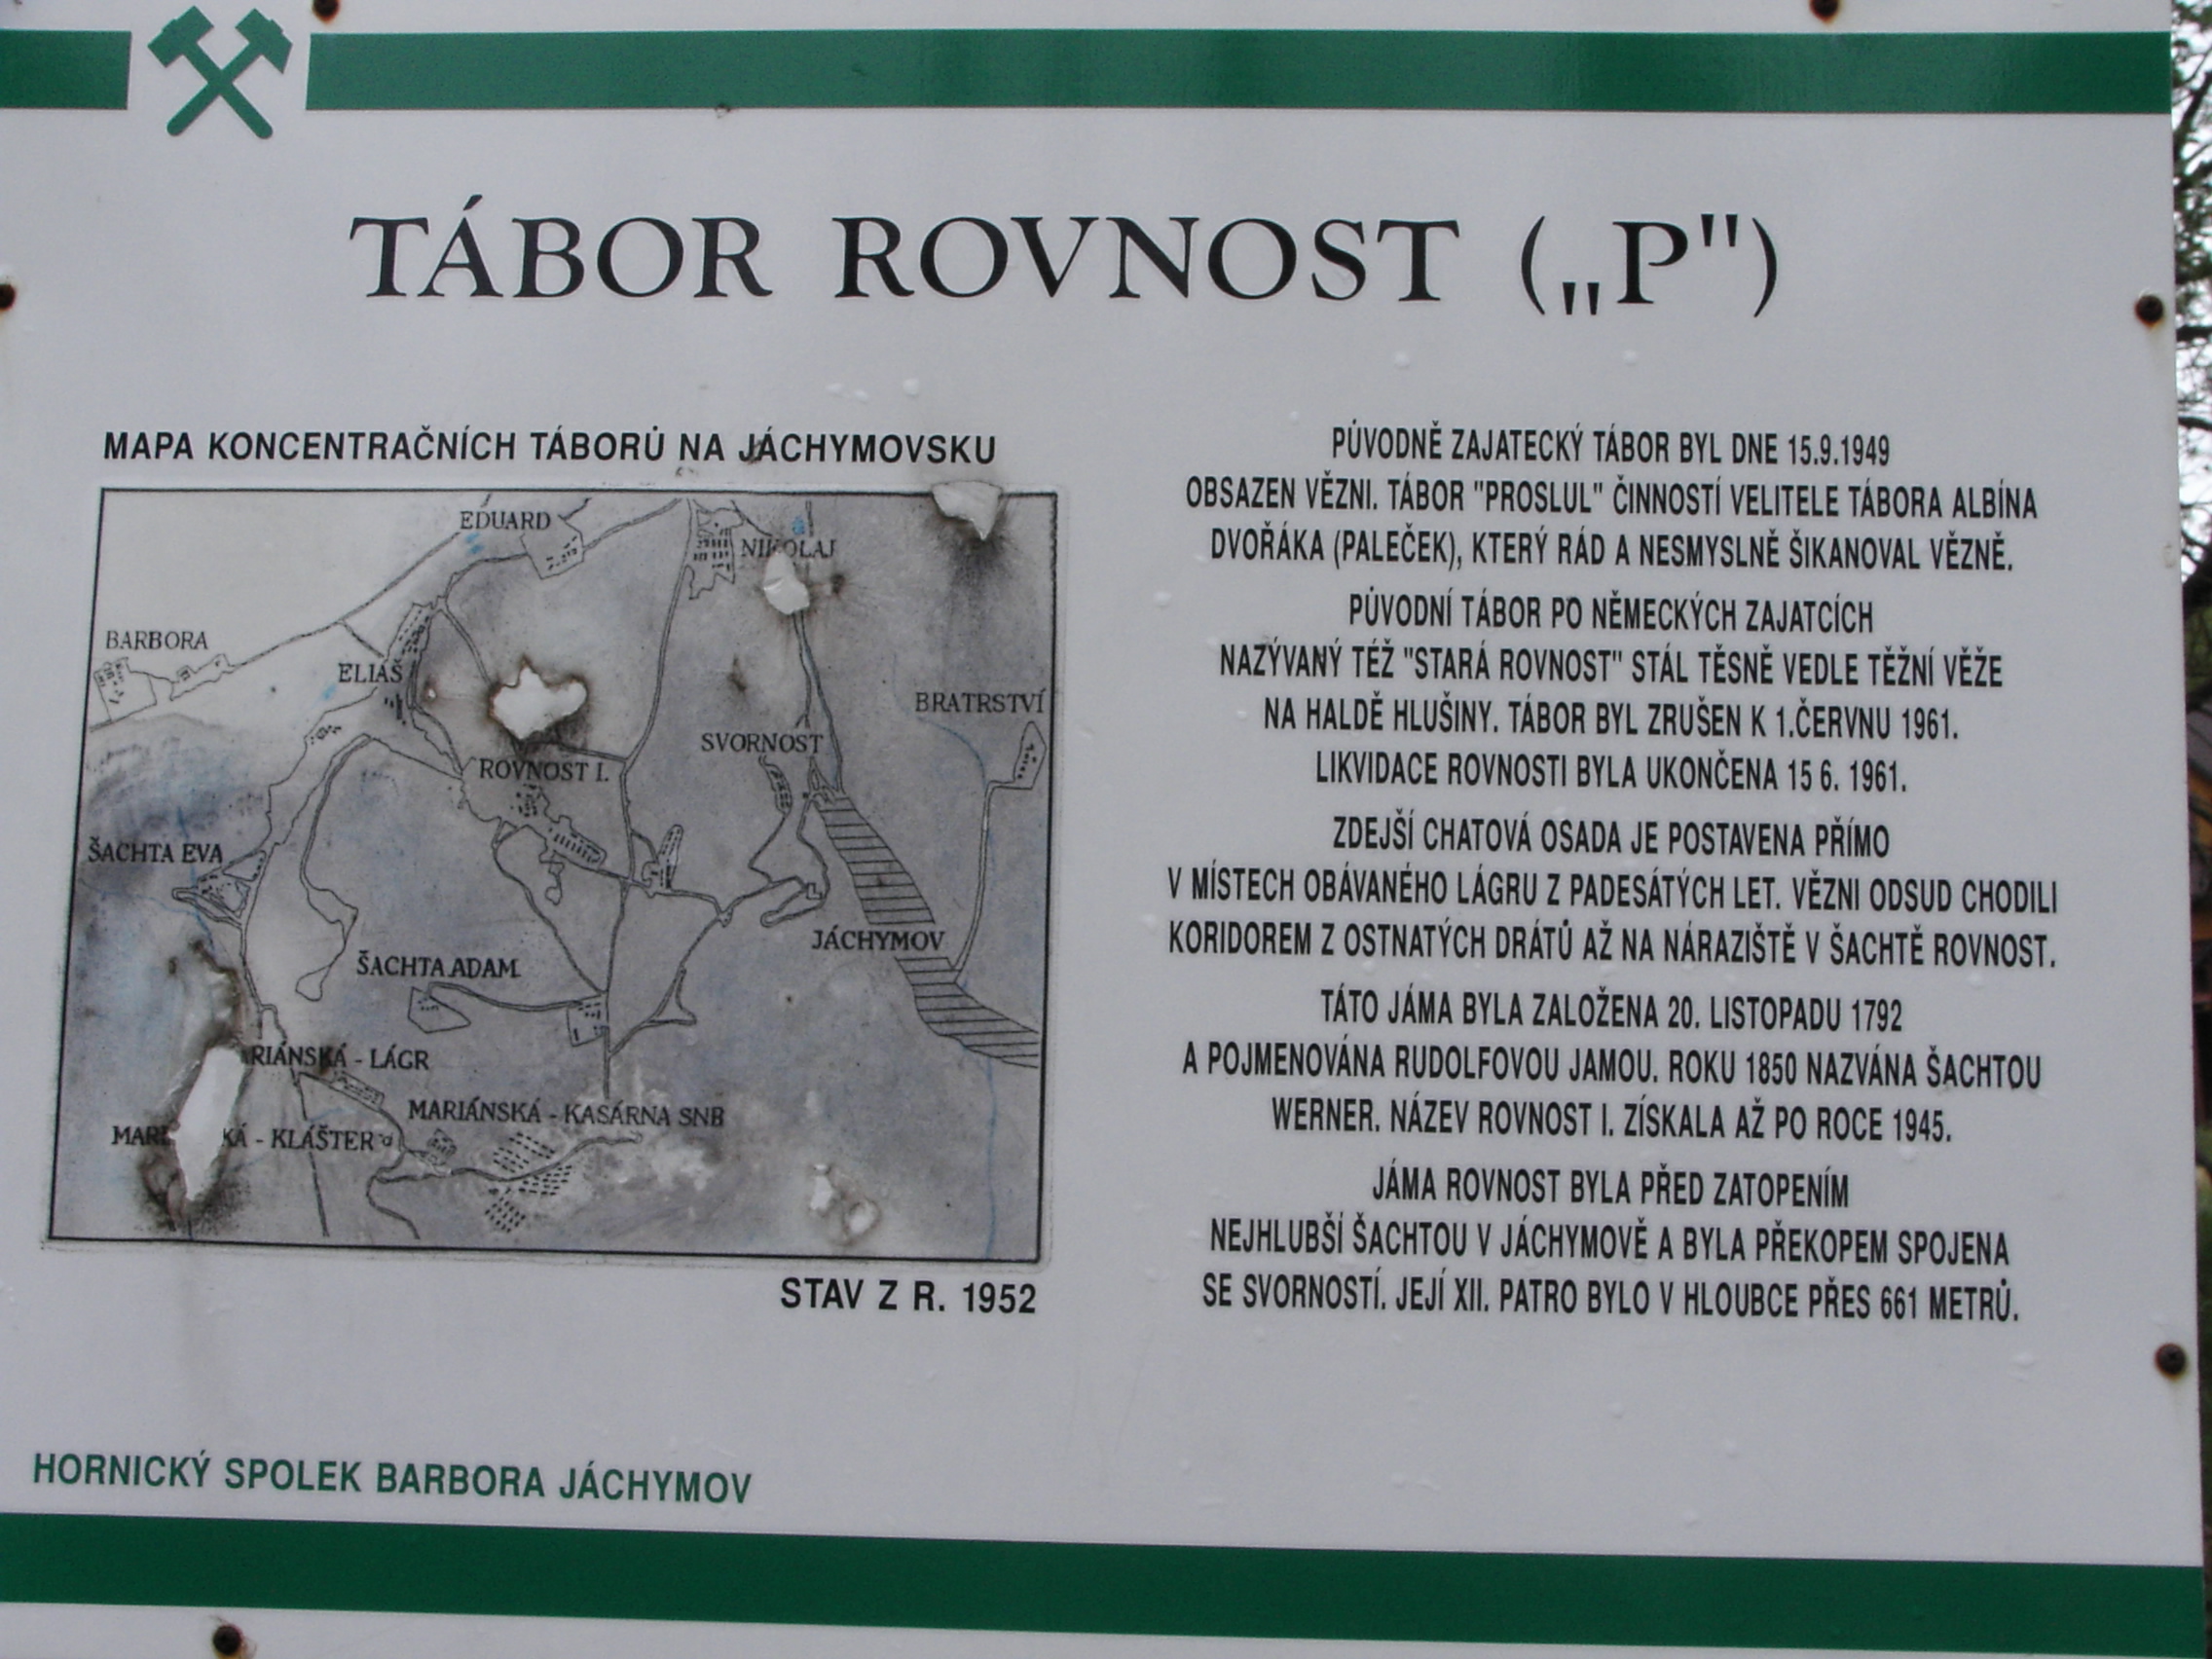 TÁBOR ROVNOST („P")
MAPA KONCENTRAČNÍCH TÁBORŮ NA JÁCHYMOVSKU
EDUARD
NIKOLAJ
BARBORA
ELIAŠ
BRATRSTVÍ
SVORNOST
ROVNOST I.
ŠACHTA EVA
JÁCHYMOV
ŠACHTA ADAM
RIÁNSKÁ - LÁGR
MARIÁNSKÁ - KASÁRNA SNB
KÁ - KLÁŠTER
STAV Z R. 1952
PŮVODNĚ ZAJATECKÝ TÁBOR BYL DNE 15.9.1949
OBSAZEN VĚZNI. TÁBOR "PROSLUL" ČINNOSTÍ VELITELE TÁBORA ALBÍNA
DVOŘÁKA (PALEČEK), KTERÝ RÁD A NESMYSLNĚ ŠIKANOVAL VĚZNĚ.
PŮVODNÍ TÁBOR PO NĚMECKÝCH ZAJATCÍCH
NAZÝVANÝ TÉŽ "STARÁ ROVNOST" STÁL TĚSNĚ VEDLE TĚŽNÍ VĚŽE
NA HALDĚ HLUŠINY. TÁBOR BYL ZRUŠEN K 1.ČERVNU 1961.
LIKVIDACE ROVNOSTI BYLA UKONČENA 15 6. 1961.
ZDEJŠÍ CHATOVÁ OSADA JE POSTAVENA PŘÍMO
V MÍSTECH OBÁVANÉHO LÁGRU Z PADESÁTÝCH LET. VĚZNI ODSUD CHODILI
KORIDOREM Z OSTNATÝCH DRÁTŮ AŽ NA NÁRAZIŠTĚ V ŠACHTĚ ROVNOST.
TÁTO JÁMA BYLA ZALOŽENA 20. LISTOPADU 1792
A POJMENOVÁNA RUDOLFOVOU JAMOU. ROKU 1850 NAZVÁNA ŠACHTOU
WERNER. NÁZEV ROVNOST I. ZÍSKALA AŽ PO ROCE 1945.
JÁMA ROVNOST BYLA PŘED ZATOPENÍM
NEJHLUBŠÍ ŠACHTOU V JÁCHYMOVĚ A BYLA PŘEKOPEM SPOJENA
SE SVORNOSTÍ. JEJÍ XII. PATRO BYLO V HLOUBCE PŘES 661 METRŮ.
HORNICKÝ SPOLEK BARBORA JÁCHYMOV